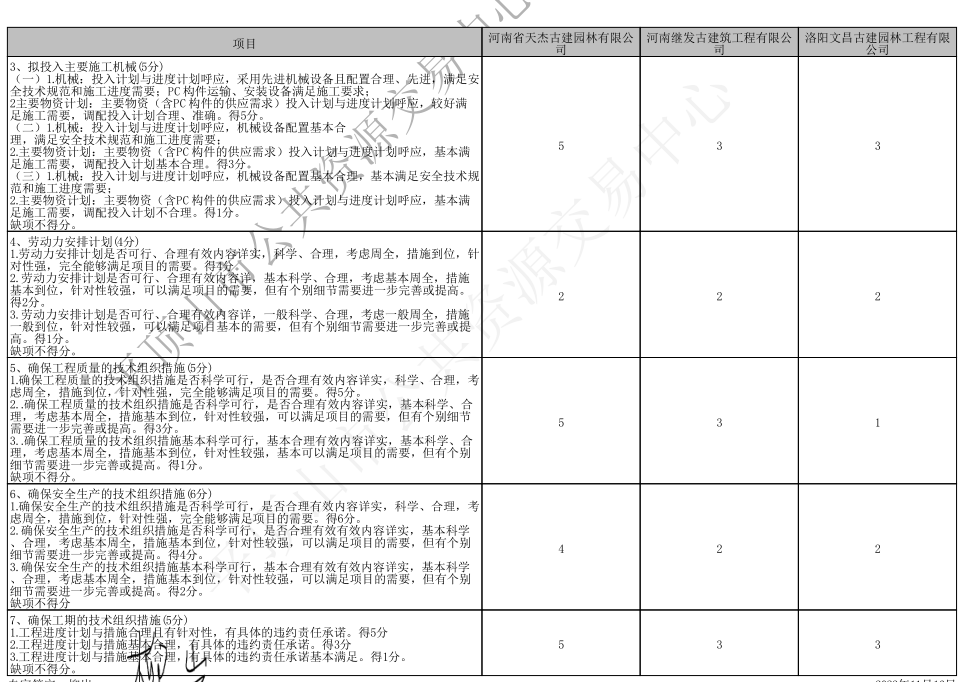 项目
河南省天杰古建园林有限公
司
河南继发古建筑工程有限公
司
洛阳文昌古建园林工程有限
公司
3、拟投入主要施工机械(5分)
（一）1.机械：投入计划与进度计划呼应，采用先进机械设备且配置合理、先进，满足安
全技术规范和施工进度需要；PC构件运输、安装设备满足施工要求；
2主要物资计划：主要物资（含PC构件的供应需求）投入计划与进度计划呼应，较好满
足施工需要，调配投入计划合理、准确。得5分。
（二）1.机械：投入计划与进度计划呼应，机械设备配置基本合
理，满足安全技术规范和施工进度需要；
2.主要物资计划：主要物资（含PC构件的供应需求）投入计划与进度计划呼应，基本满
足施工需要，调配投入计划基本合理。得3分。
（三）1.机械：投入计划与进度计划呼应，机械设备配置基本合理。基本满足安全技术规
范和施工进度需要；
2.主要物资计划：主要物资（含PC构件的供应需求）投入计划与进度计划呼应，基本满
足施工需要，调配投入计划不合理。得1分。
缺项不得分。
5
3
3
4、劳动力安排计划(4分)
1.劳动力安排计划是否可行、合理有效内容详实，科学、合理，考虑周全，措施到位，针
对性强，完全能够满足项目的需要。得4分。
2.劳动力安排计划是否可行、合理有效内容详，基本科学、合理，考虑基本周全，措施
基本到位，针对性较强，可以满足项目的需要，但有个别细节需要进一步完善或提高。
得2分。
3.劳动力安排计划是否可行、合理有效内容详，一般科学、合理，考虑一般周全，措施
一般到位，针对性较强，可以满足项目基本的需要，但有个别细节需要进一步完善或提
高。得1分。
缺项不得分。
2
2
2
5、确保工程质量的技术组织措施(5分)
1.确保工程质量的技术组织措施是否科学可行，是否合理有效内容详实，科学、合理，考
虑周全，措施到位，针对性强，完全能够满足项目的需要。得5分。
2..确保工程质量的技术组织措施是否科学可行，是否合理有效内容详实，基本科学、合
理，考虑基本周全，措施基本到位，针对性较强，可以满足项目的需要，但有个别细节
需要进一步完善或提高。得3分。
3..确保工程质量的技术组织措施基本科学可行，基本合理有效内容详实，基本科学、合
理，考虑基本周全，措施基本到位，针对性较强，基本可以满足项目的需要，但有个别
细节需要进一步完善或提高。得1分。
缺项不得分。
5
3
1
6、确保安全生产的技术组织措施(6分)
1.确保安全生产的技术组织措施是否科学可行，是否合理有效内容详实，科学、合理，考
虑周全，措施到位，针对性强，完全能够满足项目的需要。得6分。
2.确保安全生产的技术组织措施是否科学可行，是否合理有效有效内容详实，基本科学
、合理，考虑基本周全，措施基本到位，针对性较强，可以满足项目的需要，但有个别
细节需要进一步完善或提高。得4分。
3.确保安全生产的技术组织措施基本科学可行，基本合理有效有效内容详实，基本科学
、合理，考虑基本周全，措施基本到位，针对性较强，可以满足项目的需要，但有个别
细节需要进一步完善或提高。得2分。
缺项不得分
4
2
2
7、确保工期的技术组织措施(5分)
1.工程进度计划与措施合理且有针对性，有具体的违约责任承诺。得5分
2.工程进度计划与措施基本合理，有具体的违约责任承诺。得3分
3.工程进度计划与措施基本合理，有具体的违约责任承诺基本满足。得1分。
缺项不得分。
5
3
3
平顶山市公共资源交易中心
平顶山市公共资源交易中心